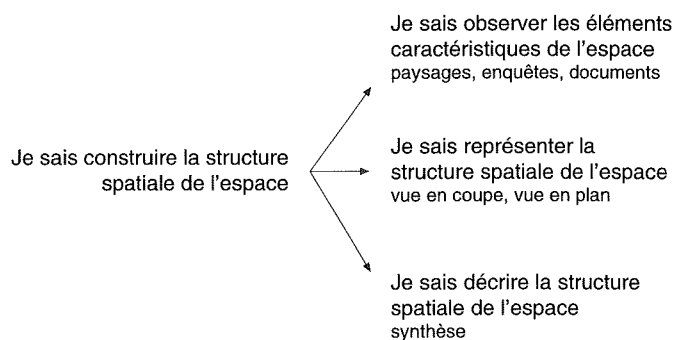 Je sais construire la structure
spatiale de l'espace
Je sais observer les éléments
caractéristiques de l'espace
paysages, enquêtes, documents
Je sais représenter la
structure spatiale de l'espace
vue en coupe, vue en plan
Je sais décrire la structure
spatiale de l'espace
synthèse